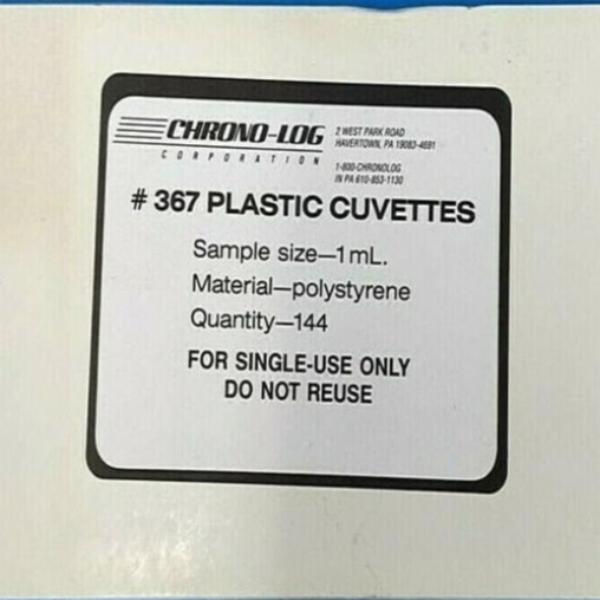 CHRONO-LOG
CORPORATION
2 WEST PARK ROAD
HAVERTOWN, PA 19083-4691
1-800-CHRONOLOG
IN PA 610-853-1130
# 367 PLASTIC CUVETTES
Sample size—1 mL.
Material—polystyrene
Quantity—144
FOR SINGLE-USE ONLY
DO NOT REUSE